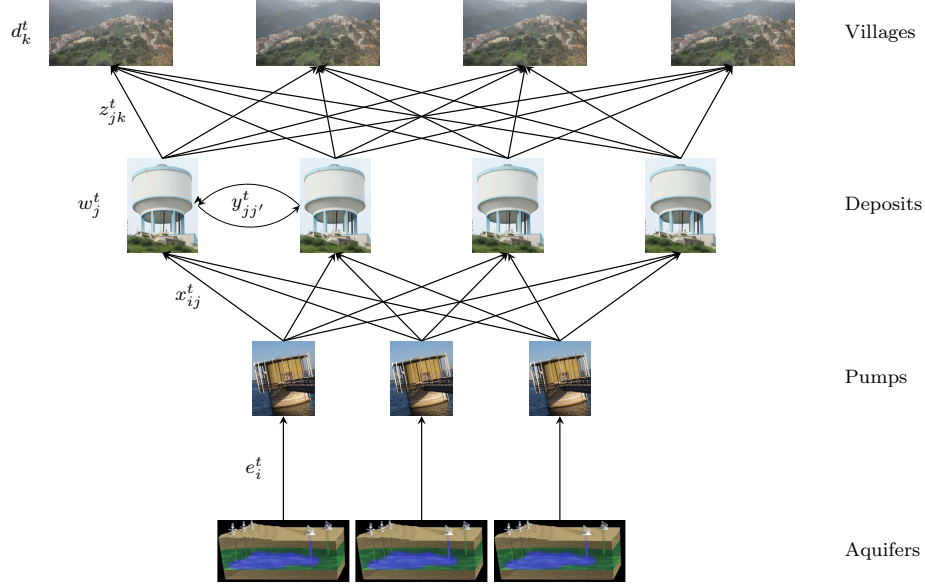 d_k^t
Villages
z_{jk}^t
w_j^t
y_{jj'}^t
Deposits
x_{ij}^t
Pumps
e_i^t
Aquifers